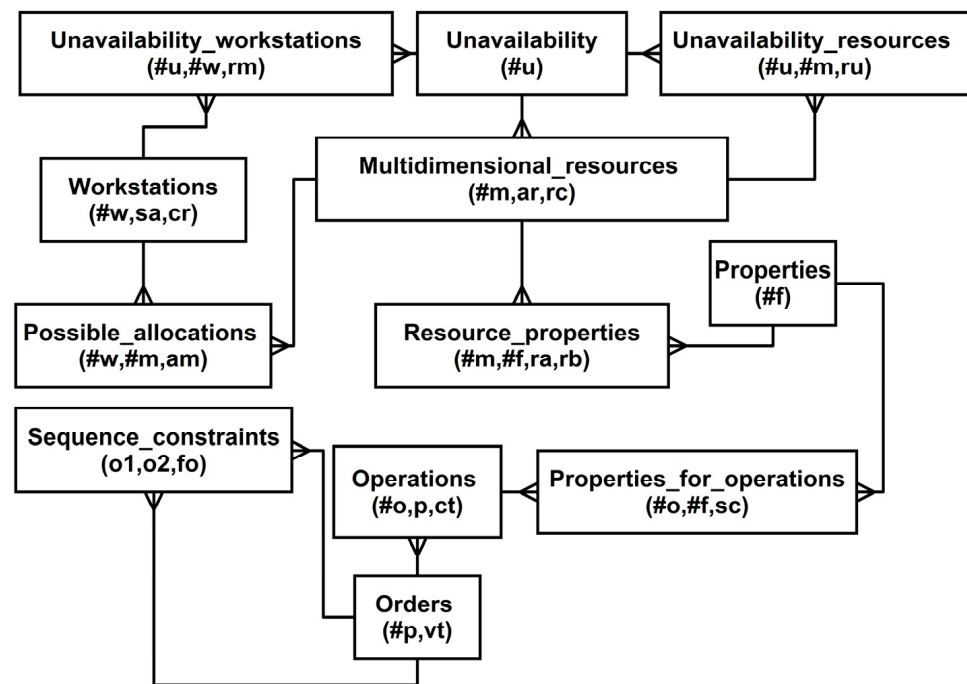 Unavailability_workstations
(#u,#w,rm)
Unavailability
(#u)
Unavailability_resources
(#u,#m,ru)
Workstations
(#w,sa,cr)
Multidimensional_resources
(#m,ar,rc)
Properties
(#f)
Possible_allocations
(#w,#m,am)
Resource_properties
(#m,#f,ra,rb)
Sequence_constraints
(o1,o2,fo)
Operations
(#o,p,ct)
Properties_for_operations
(#o,#f,sc)
Orders
(#p,vt)